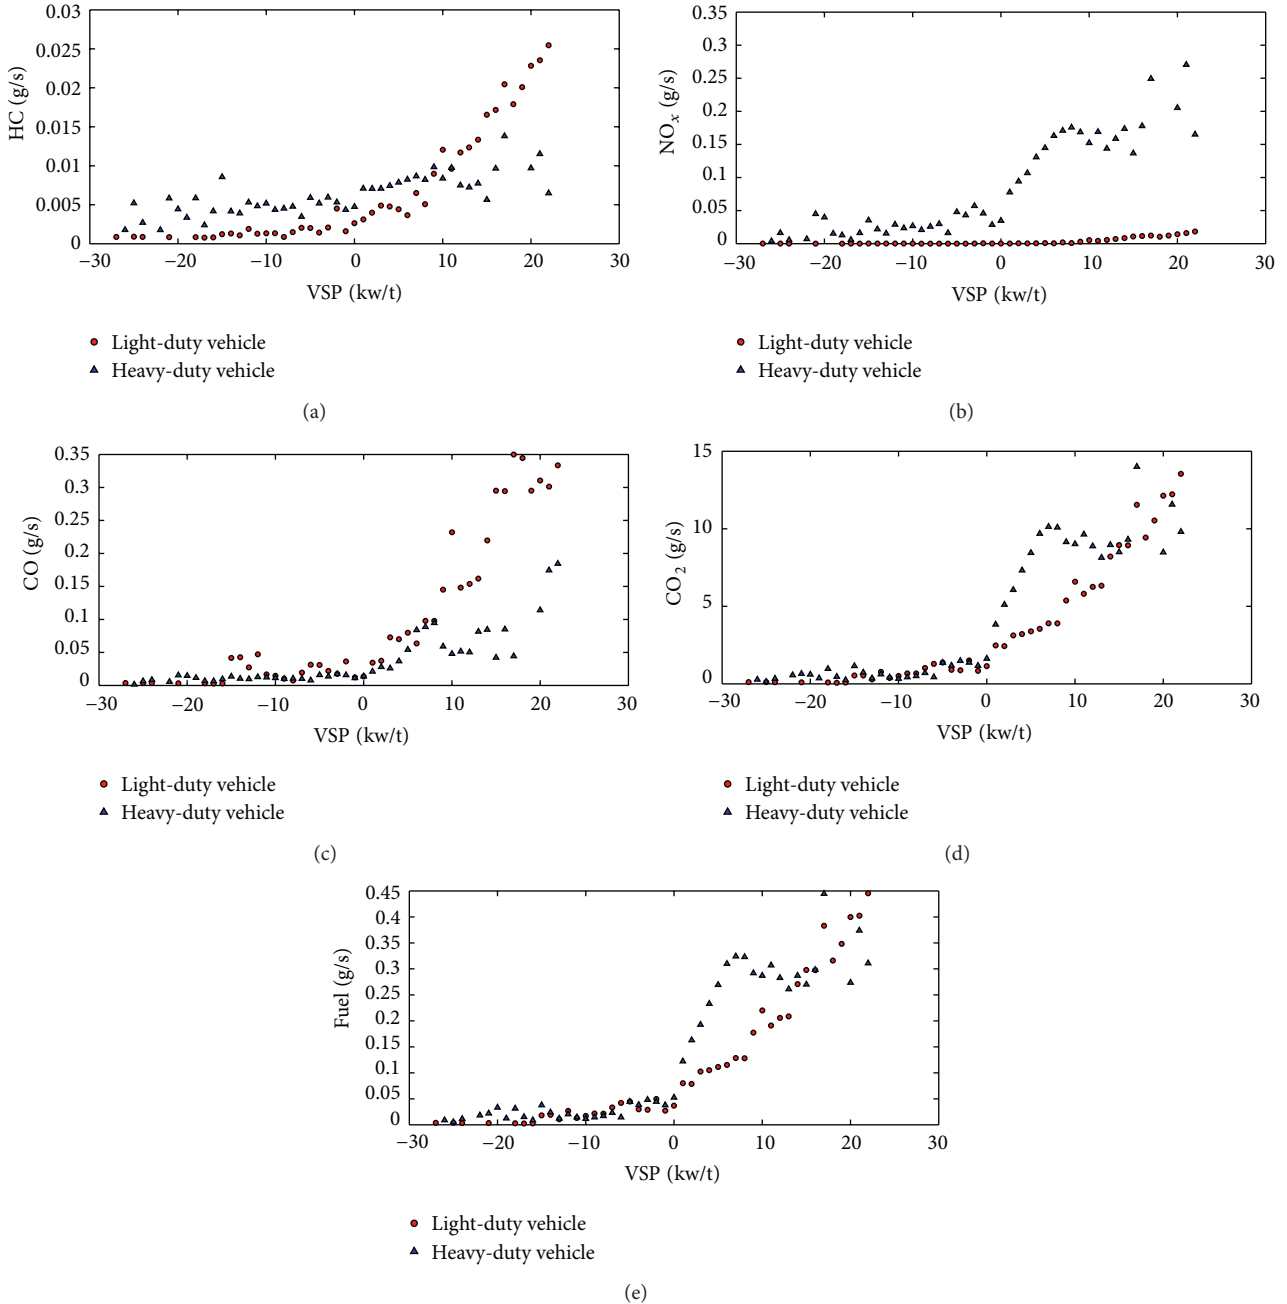 0.03
0.025
0.02
0.015
0.01
0.005
0
HC (g/s)
−30 −20 −10 0 10 20 30
VSP (kw/t)
Light-duty vehicle
Heavy-duty vehicle
(a)
0.35
0.3
0.25
0.2
0.15
0.1
0.05
0
NOx (g/s)
−30 −20 −10 0 10 20 30
VSP (kw/t)
Light-duty vehicle
Heavy-duty vehicle
(b)
0.35
0.3
0.25
0.2
0.15
0.1
0.05
0
CO (g/s)
−30 −20 −10 0 10 20 30
VSP (kw/t)
Light-duty vehicle
Heavy-duty vehicle
(c)
15
10
5
0
CO2 (g/s)
−30 −20 −10 0 10 20 30
VSP (kw/t)
Light-duty vehicle
Heavy-duty vehicle
(d)
0.45
0.4
0.35
0.3
0.25
0.2
0.15
0.1
0.05
0
Fuel (g/s)
−30 −20 −10 0 10 20 30
VSP (kw/t)
Light-duty vehicle
Heavy-duty vehicle
(e)